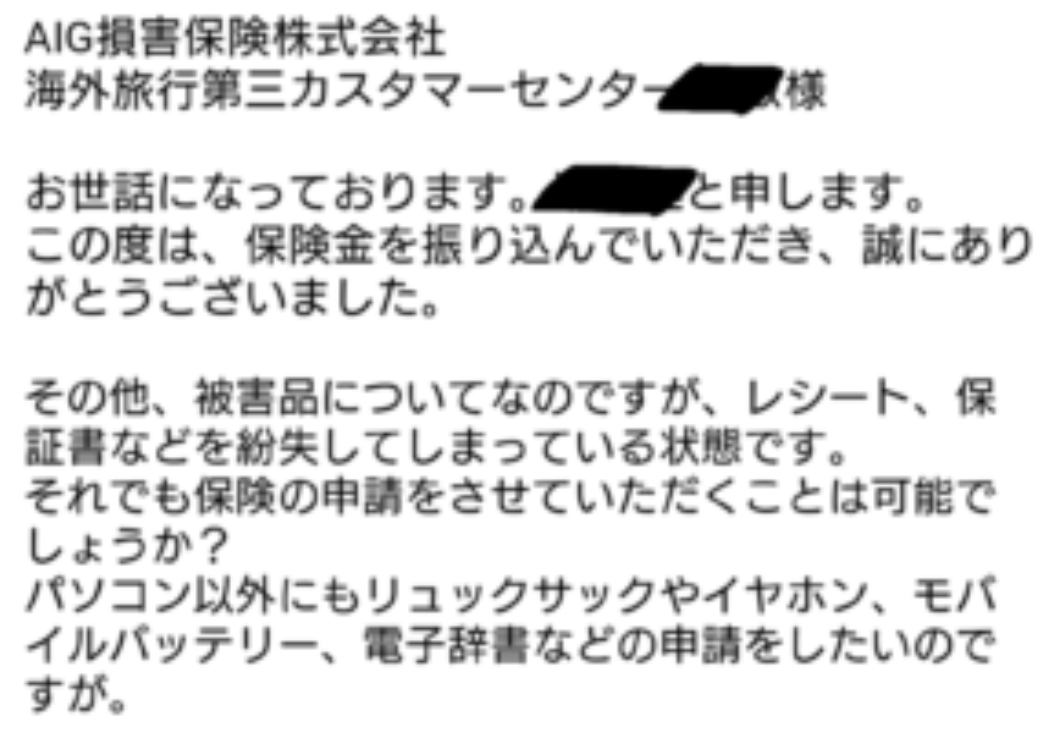 AIG損害保険株式会社
海外旅行第三カスタマーセンター 様
お世話になっております。 と申します。
この度は、保険金を振り込んでいただき、誠にあり
がとうございました。
その他、被害品についてなのですが、レシート、保
証書などを紛失してしまっている状態です。
それでも保険の申請をさせていただくことは可能で
しょうか？
パソコン以外にもリュックサックやイヤホン、モバ
イルバッテリー、電子辞書などの申請をしたいので
すが。